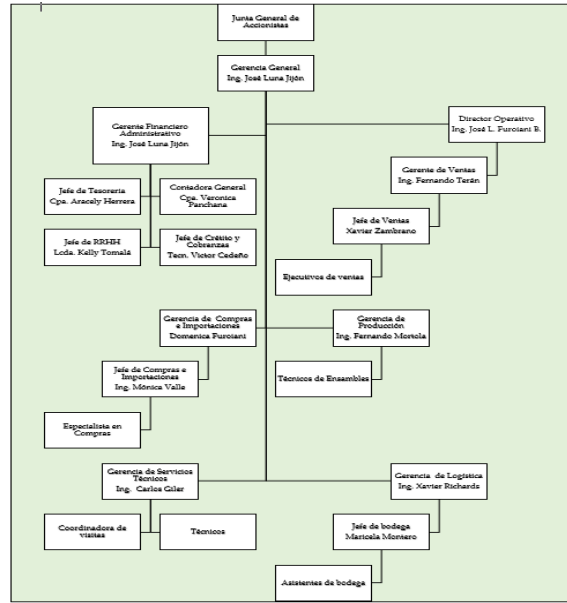 Junta General de
Accionistas
Gerencia General
Ing. José Luna Jijón
Gerente Financiero
Administrativo
Ing. José Luna Jijón
Director Operativo
Ing. José L. Furoiani B.
Gerente de Ventas
Ing. Fernando Terán
Jefe de Tesoreria
Cpa. Aracely Herrera
Contadora General
Cpa. Veronica
Panchana
Jefe de Ventas
Xavier Zambrano
Jefe de RRHH
Lcda. Kelly Tomalá
Jefe de Crédito y
Cobranzas
Tecn. Victor Cedeño
Ejecutivos de ventas
Gerencia de Compras
e Importaciones
Domenica Furoiani
Gerencia de
Producción
Ing. Fernando Mortola
Jefe de Compras e
Importaciones
Ing. Mónica Valle
Técnicos de Ensambles
Especialista en
Compras
Gerencia de Servicios
Técnicos
Ing. Carlos Giler
Gerencia de Logística
Ing. Xavier Richards
Coordinadora de
visitas
Técnicos
Jefe de bodega
Maricela Montero
Asistentes de bodega